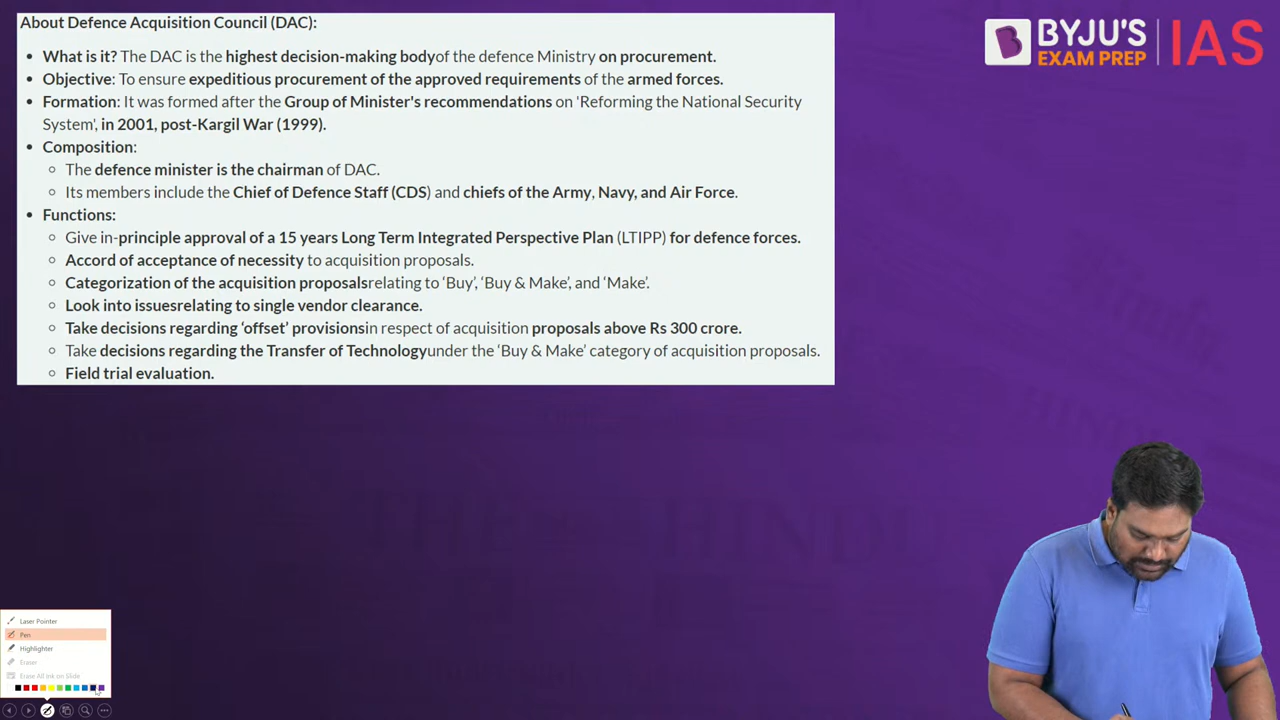 About Defence Acquisition Council (DAC):
• What is it? The DAC is the highest decision-making bodyof the defence Ministry on procurement.
• Objective: To ensure expeditious procurement of the approved requirements of the armed forces.
• Formation: It was formed after the Group of Minister's recommendations on 'Reforming the National Security
System', in 2001, post-Kargil War (1999).
• Composition:
○ The defence minister is the chairman of DAC.
○ Its members include the Chief of Defence Staff (CDS) and chiefs of the Army, Navy, and Air Force.
• Functions:
○ Give in-principle approval of a 15 years Long Term Integrated Perspective Plan (LTIPP) for defence forces.
○ Accord of acceptance of necessity to acquisition proposals.
○ Categorization of the acquisition proposalsrelating to 'Buy', 'Buy & Make', and 'Make'.
○ Look into issuesrelating to single vendor clearance.
○ Take decisions regarding 'offset' provisionsin respect of acquisition proposals above Rs 300 crore.
○ Take decisions regarding the Transfer of Technologyunder the 'Buy & Make' category of acquisition proposals.
○ Field trial evaluation.
BYJU'S
EXAM PREP
IAS
THE HINDU
Laser Pointer
Pen
Highlighter
Eraser
Erase All Ink on Slide